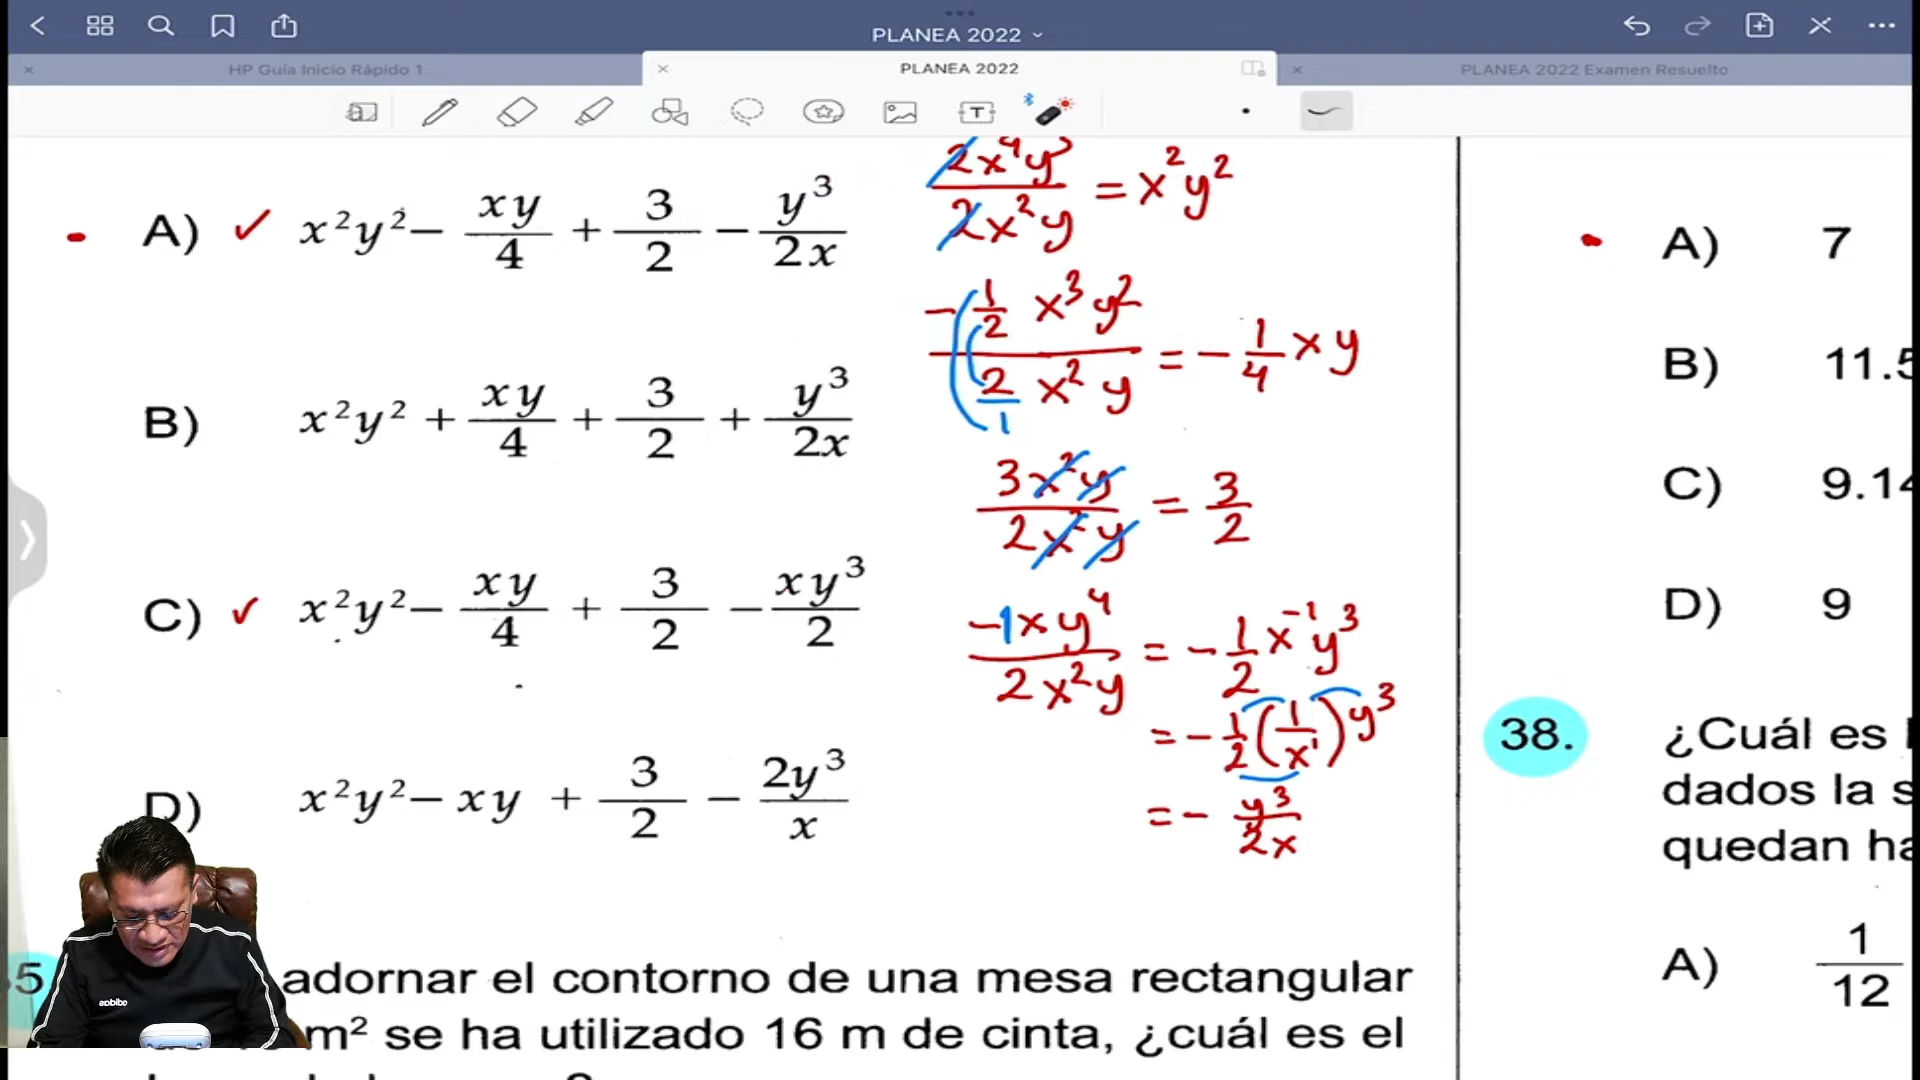 PLANEA 2022
HP Guía Inicio Rápido 1
PLANEA 2022
PLANEA 2022 Examen Resuelto
T
A) ✓ x²y² − xy/4 + 3/2 − y³/2x
B) x²y² + xy/4 + 3/2 + y³/2x
C) ✓ x²y² − xy/4 + 3/2 − xy³/2
D) x²y² − xy + 3/2 − 2y³/x
2x⁴y³/2x²y = x²y²
−1/2 x³y² / 2/1 x²y = −1/4 xy
3x²y/2x²y = 3/2
−1xy⁴/2x²y = −1/2 x⁻¹y³
= −1/2 (1/x¹) y³
= − y³/2x
5.
adornar el contorno de una mesa rectangular
m² se ha utilizado 16 m de cinta, ¿cuál es el
adidas
A) 7
B) 11.5
C) 9.14
D) 9
38. ¿Cuál es
dados la s
quedan ha
A) 1/12